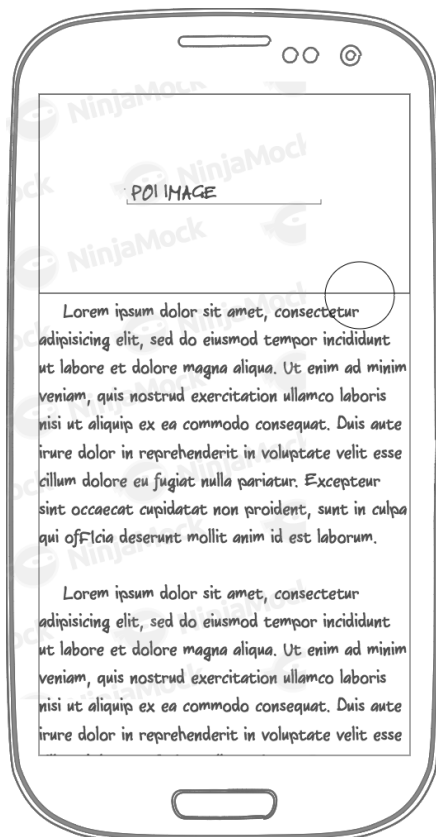 POI IMAGE
Lorem ipsum dolor sit amet, consectetur
adipisicing elit, sed do eiusmod tempor incididunt
ut labore et dolore magna aliqua. Ut enim ad minim
veniam, quis nostrud exercitation ullamco laboris
nisi ut aliquip ex ea commodo consequat. Duis aute
irure dolor in reprehenderit in voluptate velit esse
cillum dolore eu fugiat nulla pariatur. Excepteur
sint occaecat cupidatat non proident, sunt in culpa
qui offIcia deserunt mollit anim id est laborum.
Lorem ipsum dolor sit amet, consectetur
adipisicing elit, sed do eiusmod tempor incididunt
ut labore et dolore magna aliqua. Ut enim ad minim
veniam, quis nostrud exercitation ullamco laboris
nisi ut aliquip ex ea commodo consequat. Duis aute
irure dolor in reprehenderit in voluptate velit esse